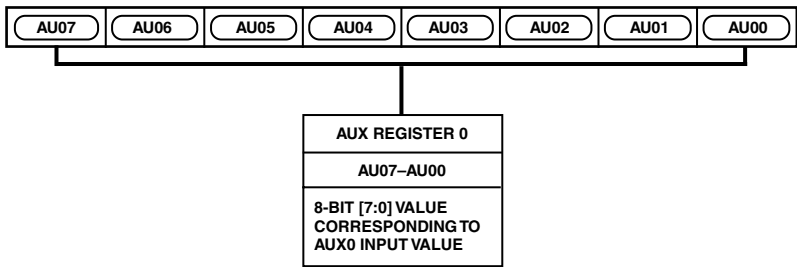 AU07 AU06 AU05 AU04 AU03 AU02 AU01 AU00
AUX REGISTER 0
AU07–AU00
8-BIT [7:0] VALUE
CORRESPONDING TO
AUX0 INPUT VALUE